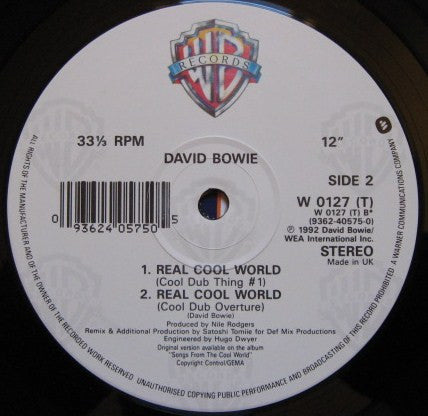 WB
RECORDS
33⅓ RPM
12"
DAVID BOWIE
SIDE 2
W 0127 (T)
W 0127 (T) B*
(9362-40575-0)
℗ 1992 David Bowie/
WEA International Inc.
STEREO
Made in UK
0 93624 05750 5
1. REAL COOL WORLD
(Cool Dub Thing #1)
2. REAL COOL WORLD
(Cool Dub Overture)
(David Bowie)
Produced by Nile Rodgers
Remix & Additional Production by Satoshi Tomiie for Def Mix Productions
Engineered by Hugo Dwyer
Original version available on the album
"Songs From The Cool World"
Copyright Control/GEMA
ALL RIGHTS OF THE MANUFACTURER AND OF THE OWNER OF THE RECORDED WORK RESERVED. UNAUTHORISED COPYING PUBLIC PERFORMANCE AND BROADCASTING OF THIS RECORD PROHIBITED. A WARNER COMMUNICATIONS COMPANY